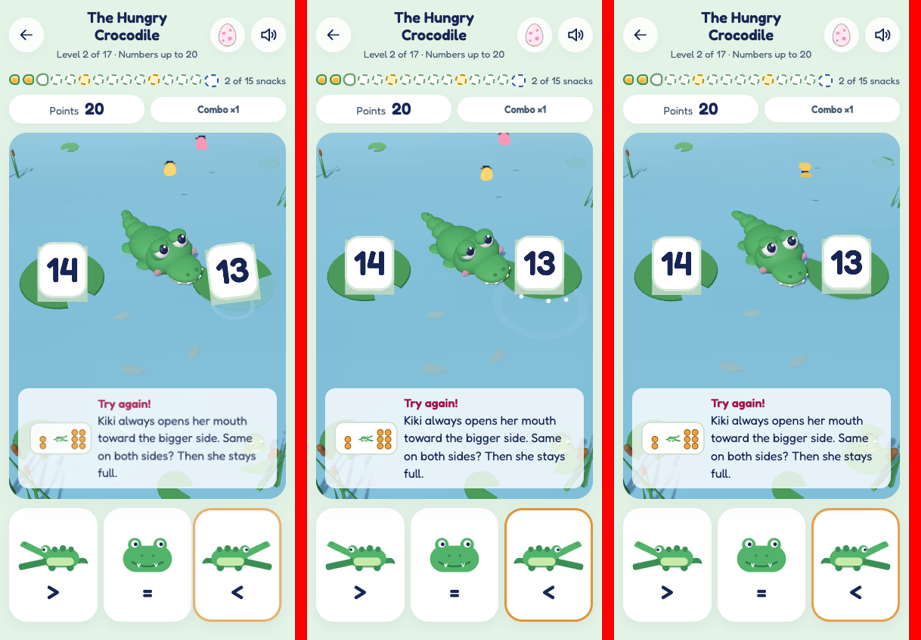 The Hungry
Crocodile
Level 2 of 17 · Numbers up to 20
2 of 15 snacks
Points 20
Combo ×1
14
13
Try again!
Kiki always opens her mouth
toward the bigger side. Same
on both sides? Then she stays
full.
>
=
<
The Hungry
Crocodile
Level 2 of 17 · Numbers up to 20
2 of 15 snacks
Points 20
Combo ×1
14
13
Try again!
Kiki always opens her mouth
toward the bigger side. Same
on both sides? Then she stays
full.
>
=
<
The Hungry
Crocodile
Level 2 of 17 · Numbers up to 20
2 of 15 snacks
Points 20
Combo ×1
14
13
Try again!
Kiki always opens her mouth
toward the bigger side. Same
on both sides? Then she stays
full.
>
=
<